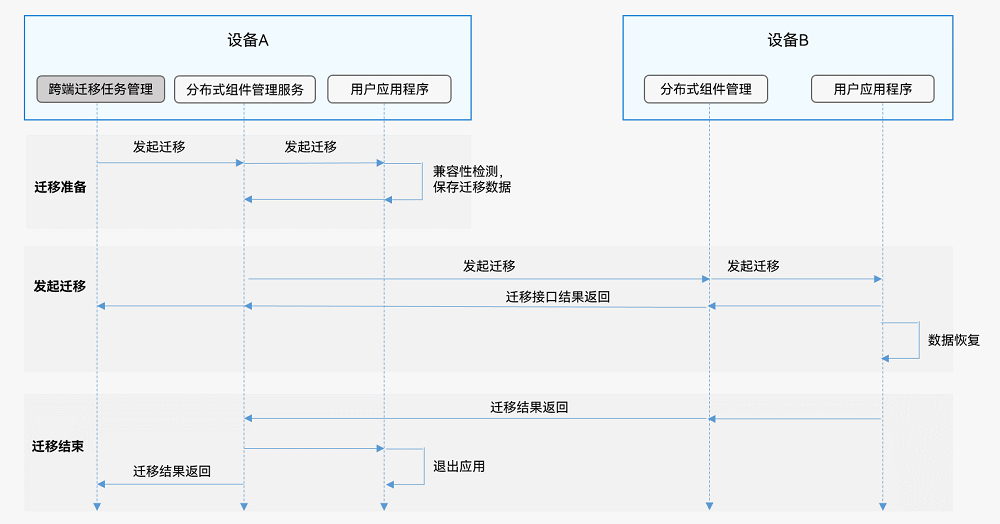 设备A
设备B
跨端迁移任务管理
分布式组件管理服务
用户应用程序
分布式组件管理
用户应用程序
发起迁移
发起迁移
迁移准备
兼容性检测，
保存迁移数据
发起迁移
发起迁移
发起迁移
迁移接口结果返回
数据恢复
迁移结果返回
迁移结束
退出应用
迁移结果返回